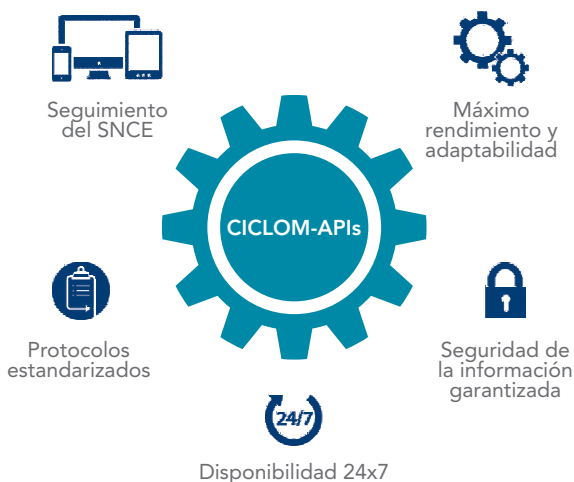 Seguimiento
del SNCE
Máximo
rendimiento y
adaptabilidad
CICLOM-APIs
Protocolos
estandarizados
Seguridad de
la información
garantizada
24/7
Disponibilidad 24x7